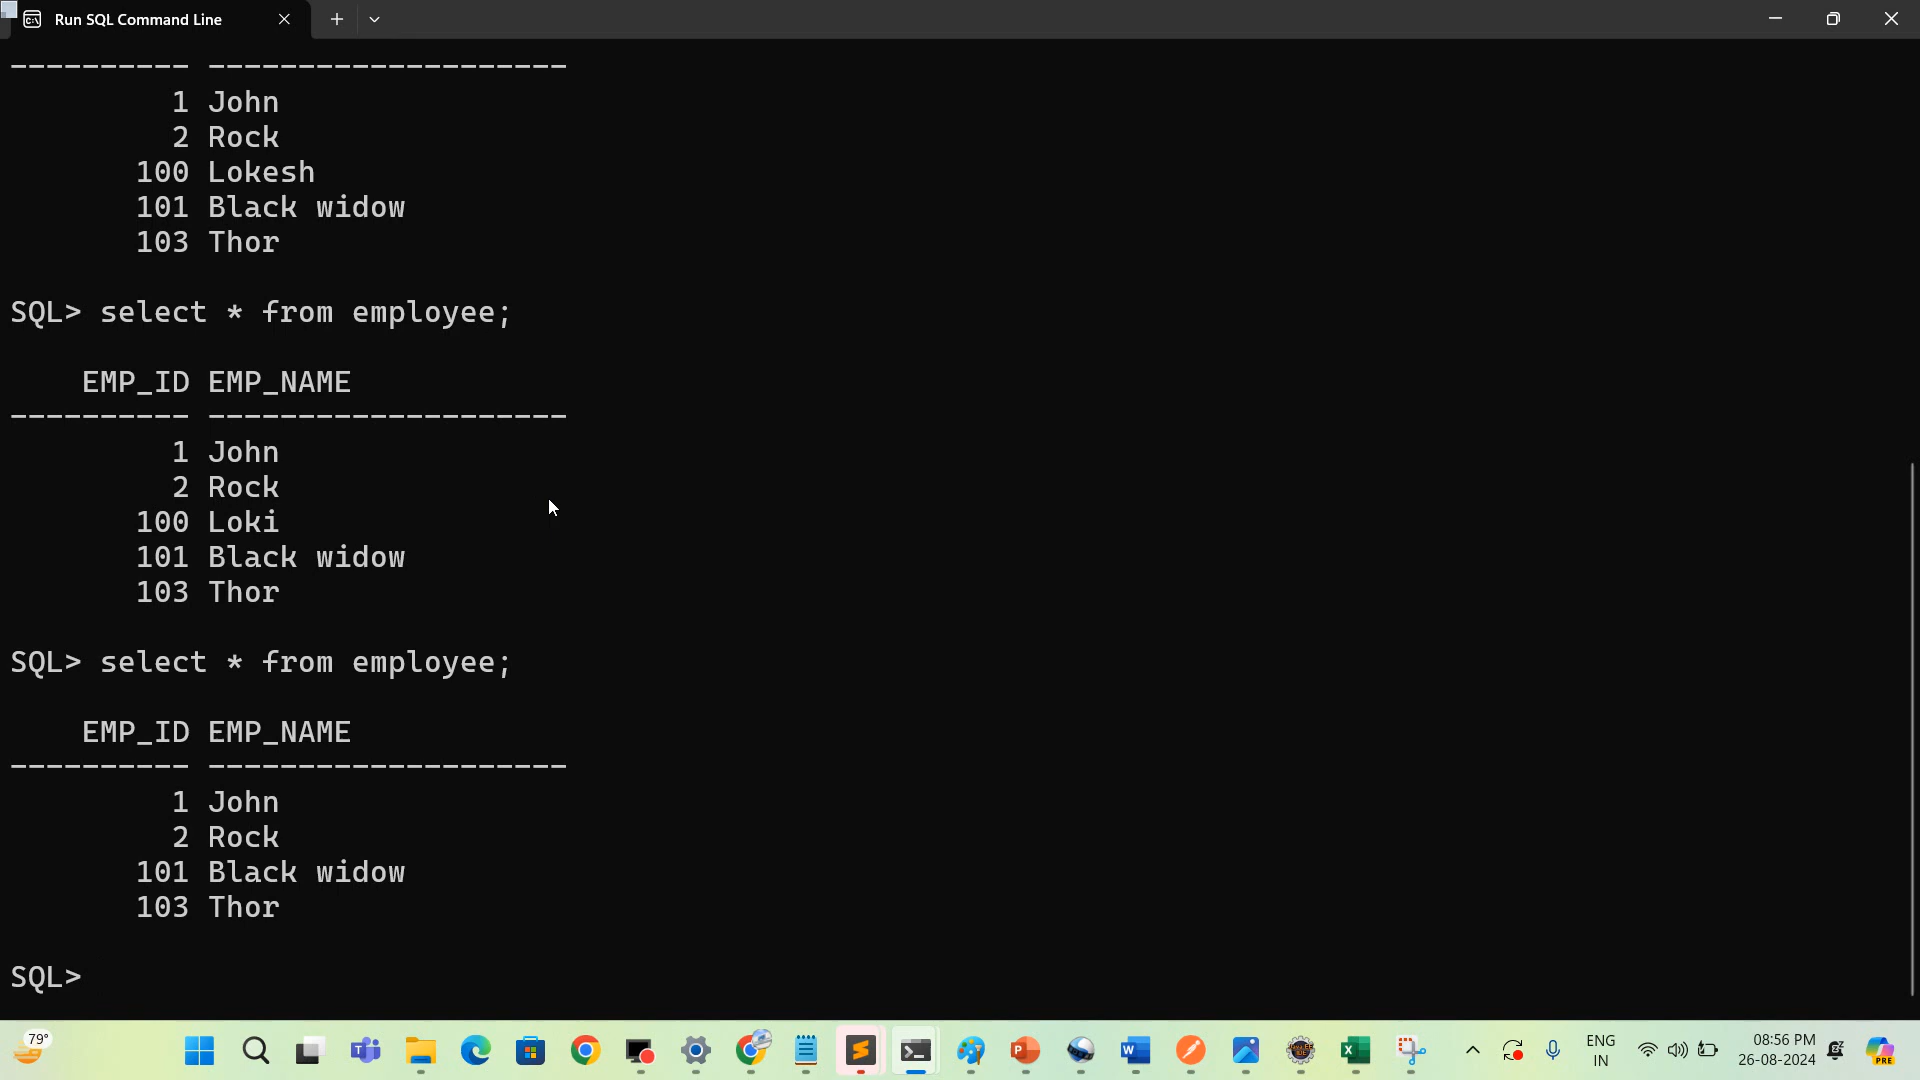 Run SQL Command Line
---------- --------------------
1 John
2 Rock
100 Lokesh
101 Black widow
103 Thor
SQL> select * from employee;
EMP_ID EMP_NAME
---------- --------------------
1 John
2 Rock
100 Loki
101 Black widow
103 Thor
SQL> select * from employee;
EMP_ID EMP_NAME
---------- --------------------
1 John
2 Rock
101 Black widow
103 Thor
SQL>
79°
ENG
IN
08:56 PM
26-08-2024
PRE